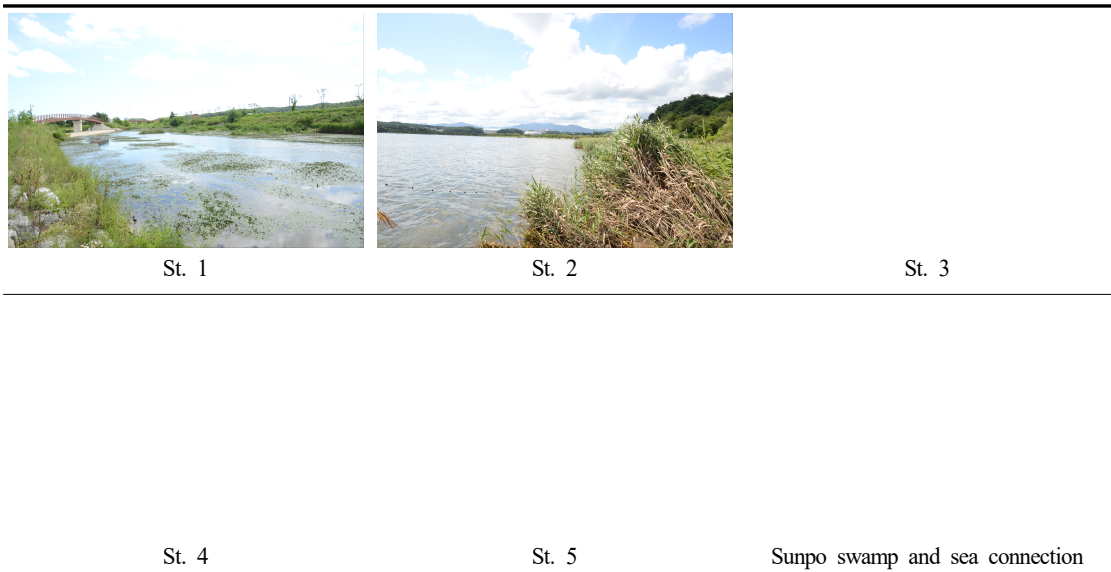 St. 1
St. 2
St. 3
St. 4
St. 5
Sunpo swamp and sea connection